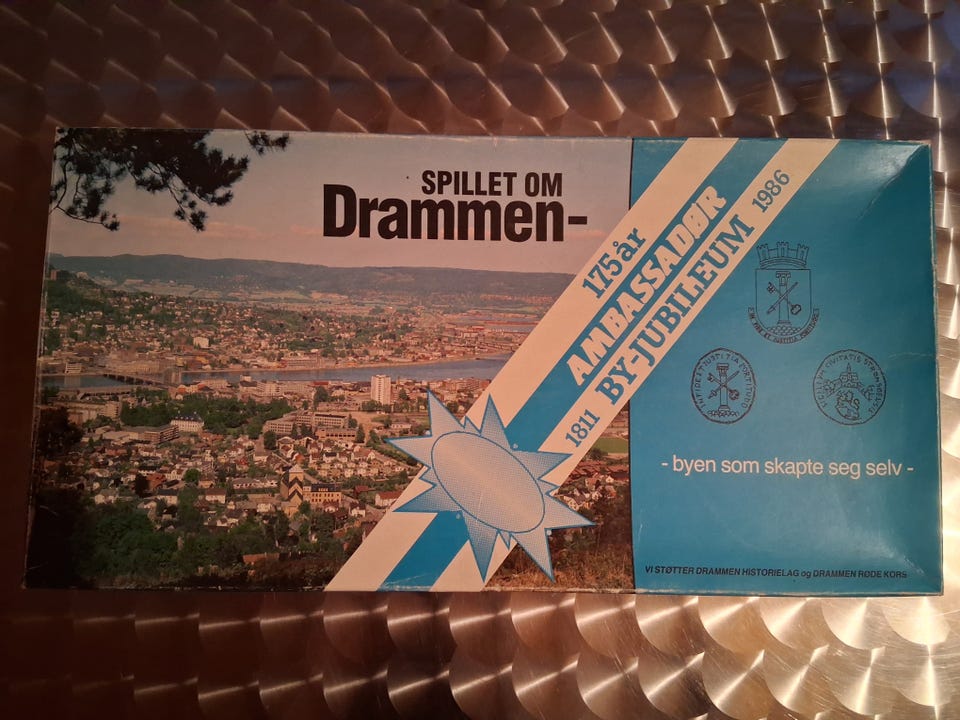 SPILLET OM
Drammen-
175 år
AMBASSADØR
1811 BY-JUBILEUM 1986
- byen som skapte seg selv -
VI STØTTER DRAMMEN HISTORIELAG og DRAMMEN RØDE KORS